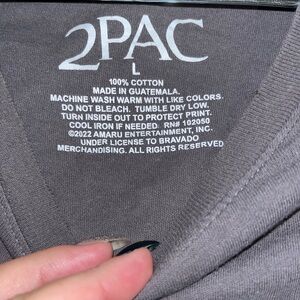 2PAC
L
100% COTTON
MADE IN GUATEMALA.
MACHINE WASH WARM WITH LIKE COLORS.
DO NOT BLEACH. TUMBLE DRY LOW.
TURN INSIDE OUT TO PROTECT PRINT.
COOL IRON IF NEEDED. RN# 102050
©2022 AMARU ENTERTAINMENT, INC.
UNDER LICENSE TO BRAVADO
MERCHANDISING. ALL RIGHTS RESERVED